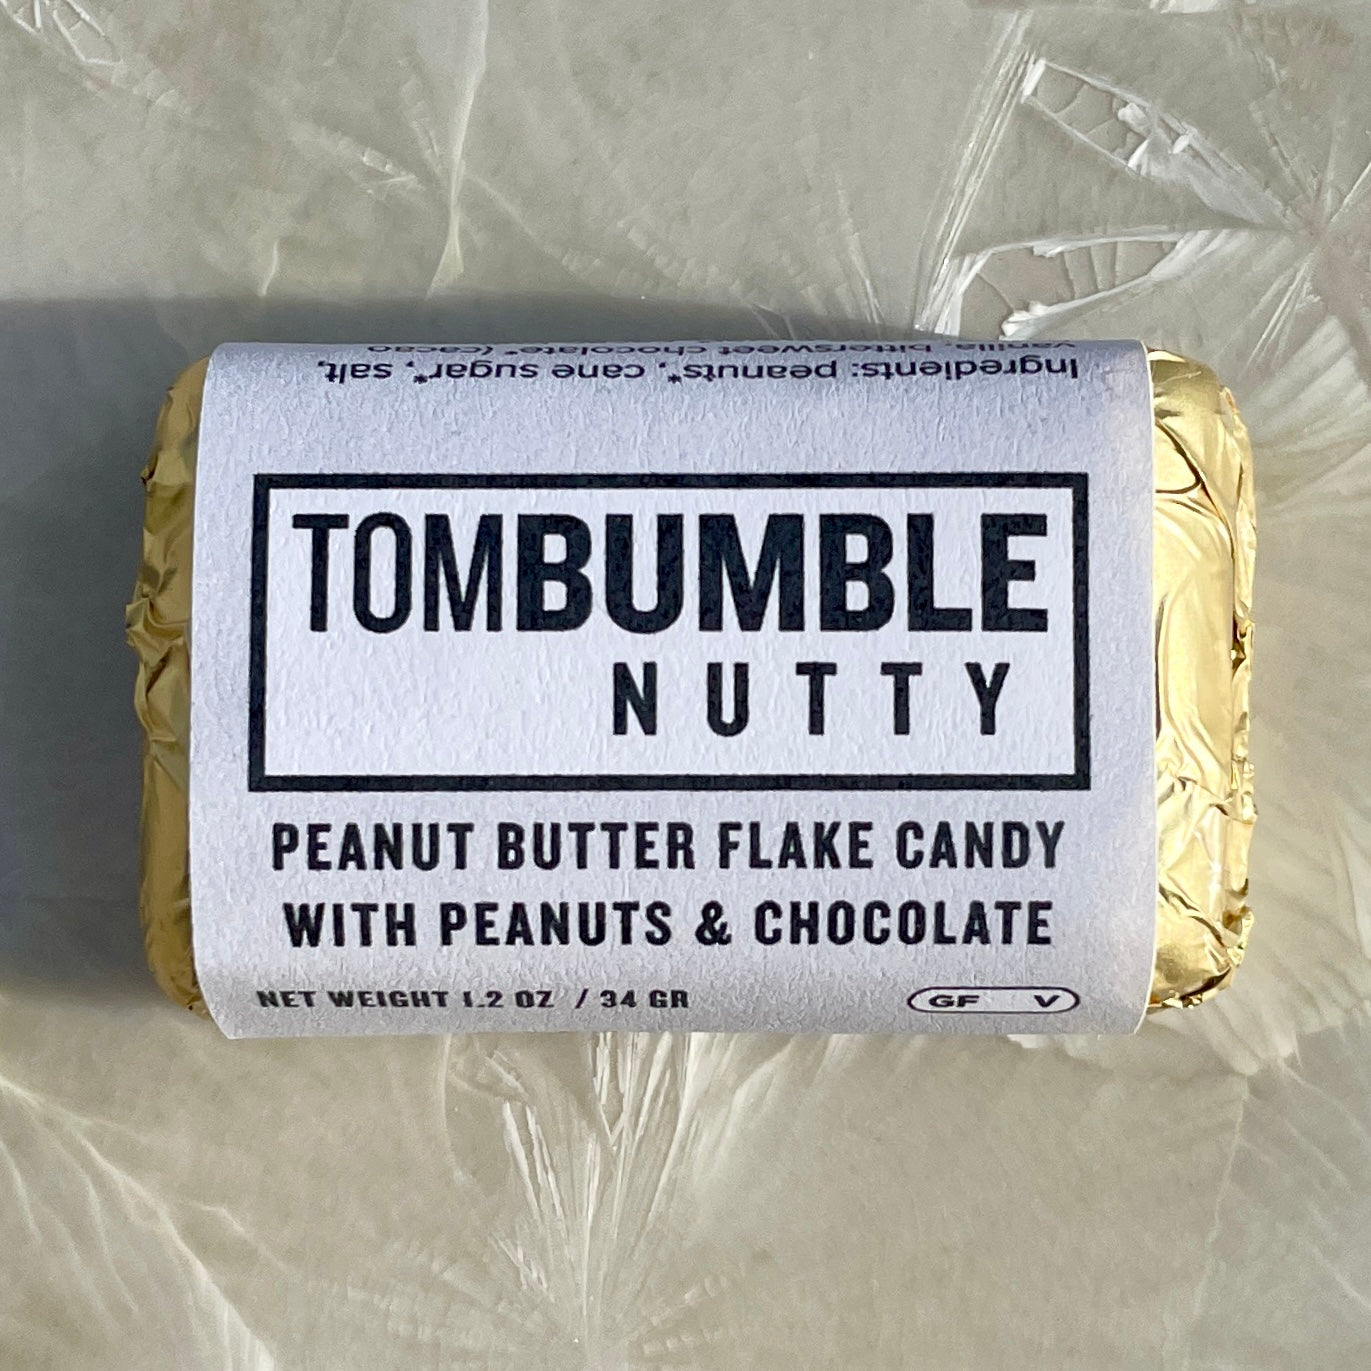 Ingredients: peanuts*, cane sugar*, salt,
vanilla, bittersweet chocolate* (cacao
TOMBUMBLE
NUTTY
PEANUT BUTTER FLAKE CANDY
WITH PEANUTS & CHOCOLATE
NET WEIGHT 1.2 OZ / 34 GR
GF V